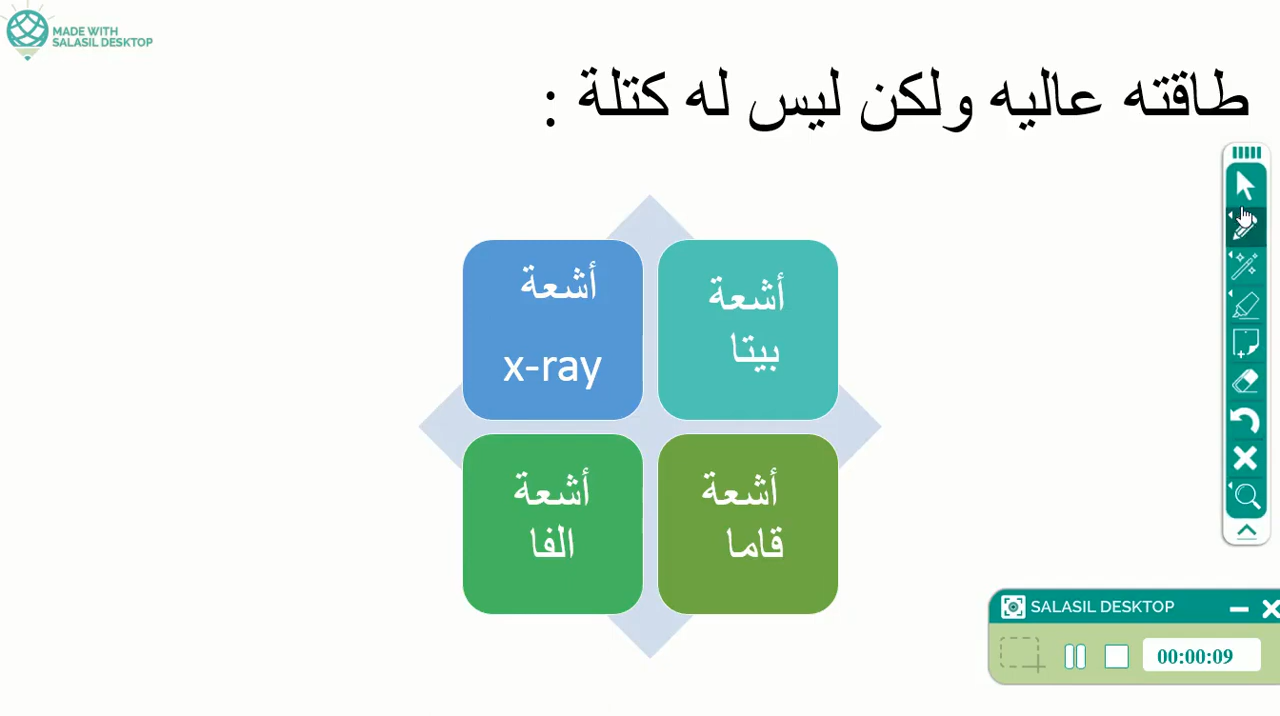 MADE WITH
SALASIL DESKTOP
طاقته عاليه ولكن ليس له كتلة :
أشعة
بيتا
أشعة
x-ray
أشعة
قاما
أشعة
الفا
SALASIL DESKTOP
00:00:09